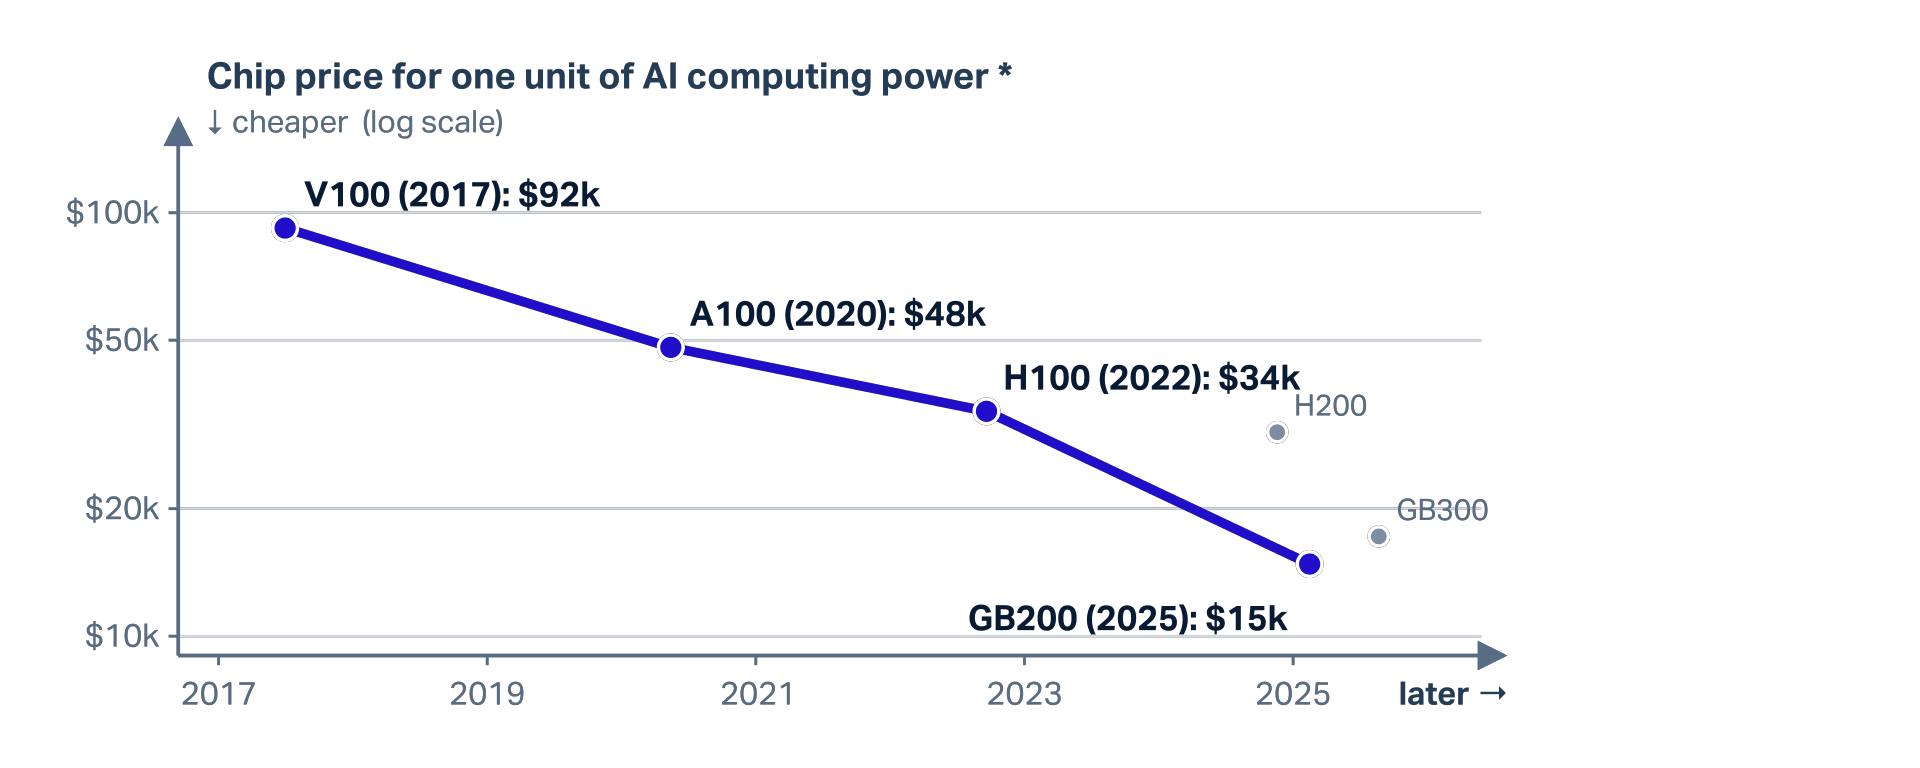 Chip price for one unit of AI computing power *
↓ cheaper (log scale)
V100 (2017): $92k
$100k
A100 (2020): $48k
$50k
H100 (2022): $34k
H200
$20k
GB300
GB200 (2025): $15k
$10k
2017 2019 2021 2023 2025 later →